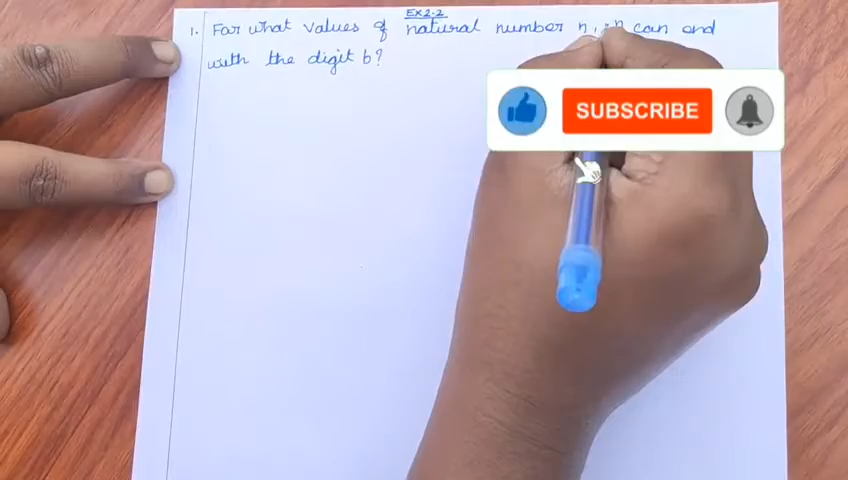 Ex 2.2
1. For what values of natural number n, n can end
with the digit 6?
SUBSCRIBE